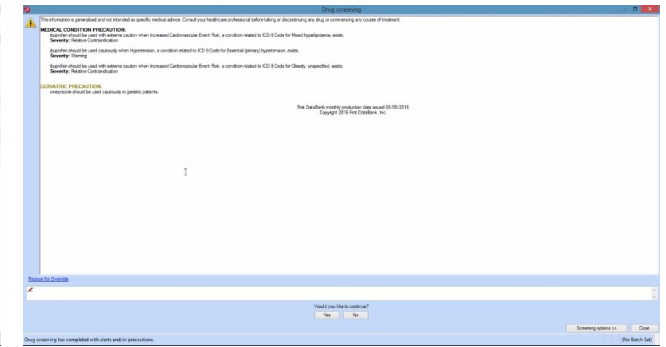 Drug screening
This information is generalized and not intended as specific medical advice. Consult your healthcare professional before taking or discontinuing any drug or commencing any course of treatment.
MEDICAL CONDITION PRECAUTION:
ibuprofen should be used with extreme caution when Increased Cardiovascular Event Risk, a condition related to ICD-9 Code for Mixed hyperlipidemia, exists.
Severity: Relative Contraindication
ibuprofen should be used cautiously when Hypertension, a condition related to ICD-9 Code for Essential (primary) hypertension, exists.
Severity: Warning
ibuprofen should be used with extreme caution when Increased Cardiovascular Event Risk, a condition related to ICD-9 Code for Obesity, unspecified, exists.
Severity: Relative Contraindication
GERIATRIC PRECAUTION:
omeprazole should be used cautiously in geriatric patients.
First DataBank monthly production data issued 08/05/2016.
Copyright 2016 First DataBank, Inc.
Reason for Override
Would you like to continue?
Yes No
Screening options >> Close
Drug screening has completed with alerts and/or precautions. (No Batch Set)